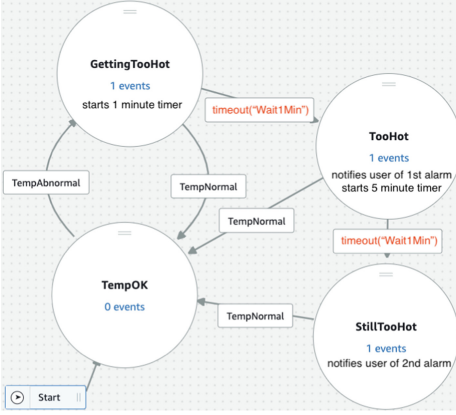 GettingTooHot
1 events
starts 1 minute timer
timeout("Wait1Min")
TooHot
1 events
notifies user of 1st alarm
starts 5 minute timer
TempAbnormal
TempNormal
TempNormal
timeout("Wait1Min")
TempOK
0 events
TempNormal
StillTooHot
1 events
notifies user of 2nd alarm
Start